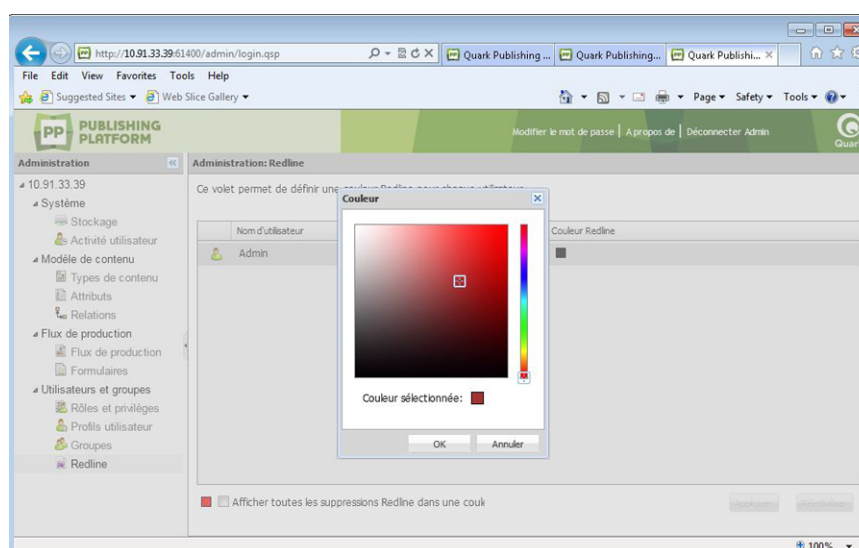 http://10.91.33.39:61400/admin/login.qsp
Quark Publishing ...
Quark Publishing...
Quark Publishi...
File Edit View Favorites Tools Help
Suggested Sites Web Slice Gallery
Page Safety Tools
PP PUBLISHING PLATFORM
Modifier le mot de passe | A propos de | Déconnecter Admin
Quar
Administration
Administration: Redline
10.91.33.39
Ce volet permet de définir une couleur Redline pour chaque utilisateur
Système
Couleur
Stockage
Nom d'utilisateur
Couleur Redline
Activité utilisateur
Admin
Modèle de contenu
Types de contenu
Attributs
Relations
Flux de production
Flux de production
Formulaires
Utilisateurs et groupes
Couleur sélectionnée:
Rôles et privilèges
Profils utilisateur
Groupes
OK
Annuler
Redline
Afficher toutes les suppressions Redline dans une coul
Appliquer
100%